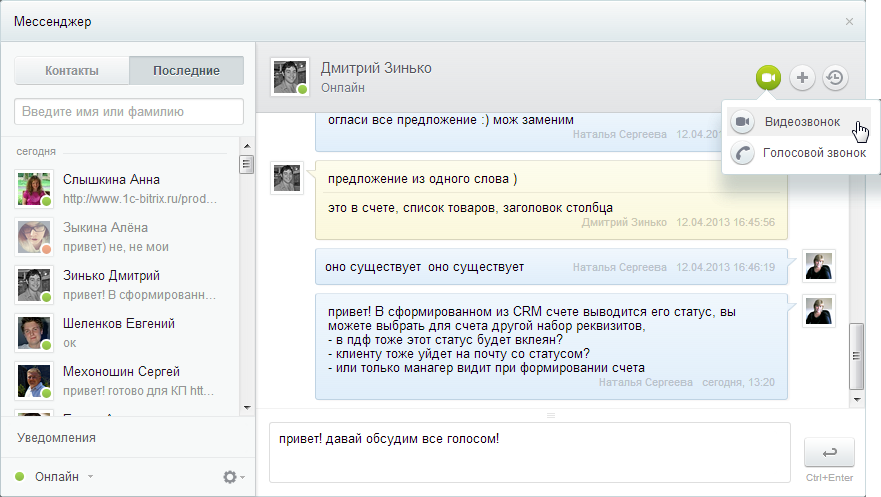 Мессенджер
Контакты
Последние
Введите имя или фамилию
сегодня
Слышкина Анна
http://www.1c-bitrix.ru/prod...
Зыкина Алёна
привет) не, не мои
Зинько Дмитрий
привет! В сформированн...
Шеленков Евгений
ок
Мехоношин Сергей
привет! готово для КП htt...
Уведомления
Онлайн
Дмитрий Зинько
Онлайн
Видеозвонок
Голосовой звонок
огласи все предложение :) мож заменим
Наталья Сергеева 12.04.20
предложение из одного слова )
это в счете, список товаров, заголовок столбца
Дмитрий Зинько 12.04.2013 16:45:56
оно существует оно существует
Наталья Сергеева 12.04.2013 16:46:19
привет! В сформированном из CRM счете выводится его статус, вы
можете выбрать для счета другой набор реквизитов,
- в пдф тоже этот статус будет вклеян?
- клиенту тоже уйдет на почту со статусом?
- или только манагер видит при формировании счета
Наталья Сергеева сегодня, 13:20
привет! давай обсудим все голосом!
Ctrl+Enter